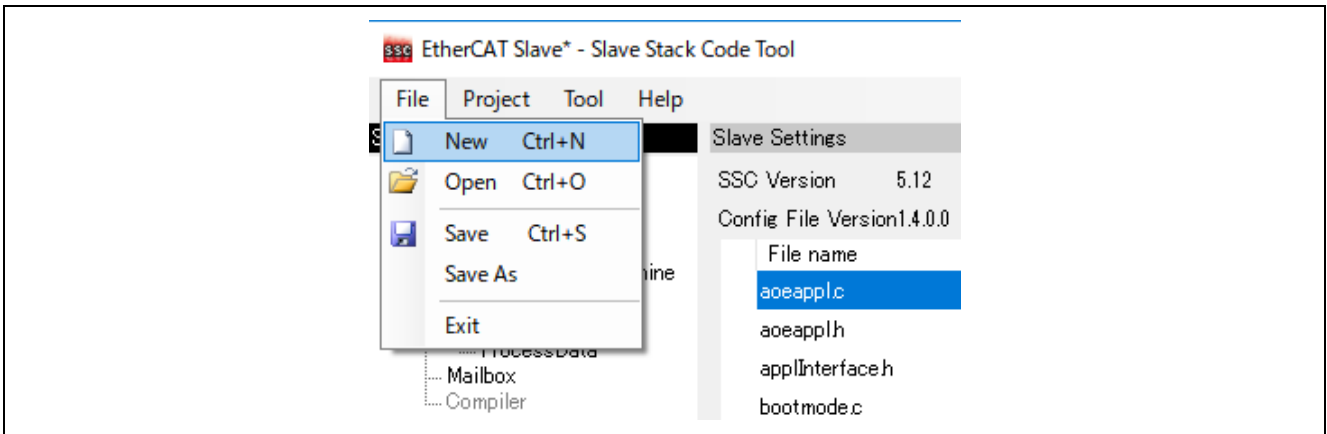 SSC EtherCAT Slave* - Slave Stack Code Tool
File Project Tool Help
New Ctrl+N
Open Ctrl+O
Save Ctrl+S
Save As
Exit
ProcessData
Mailbox
Compiler
Slave Settings
SSC Version 5.12
Config File Version1.4.0.0
File name
aoeappl.c
aoeappl.h
applInterface.h
bootmode.c